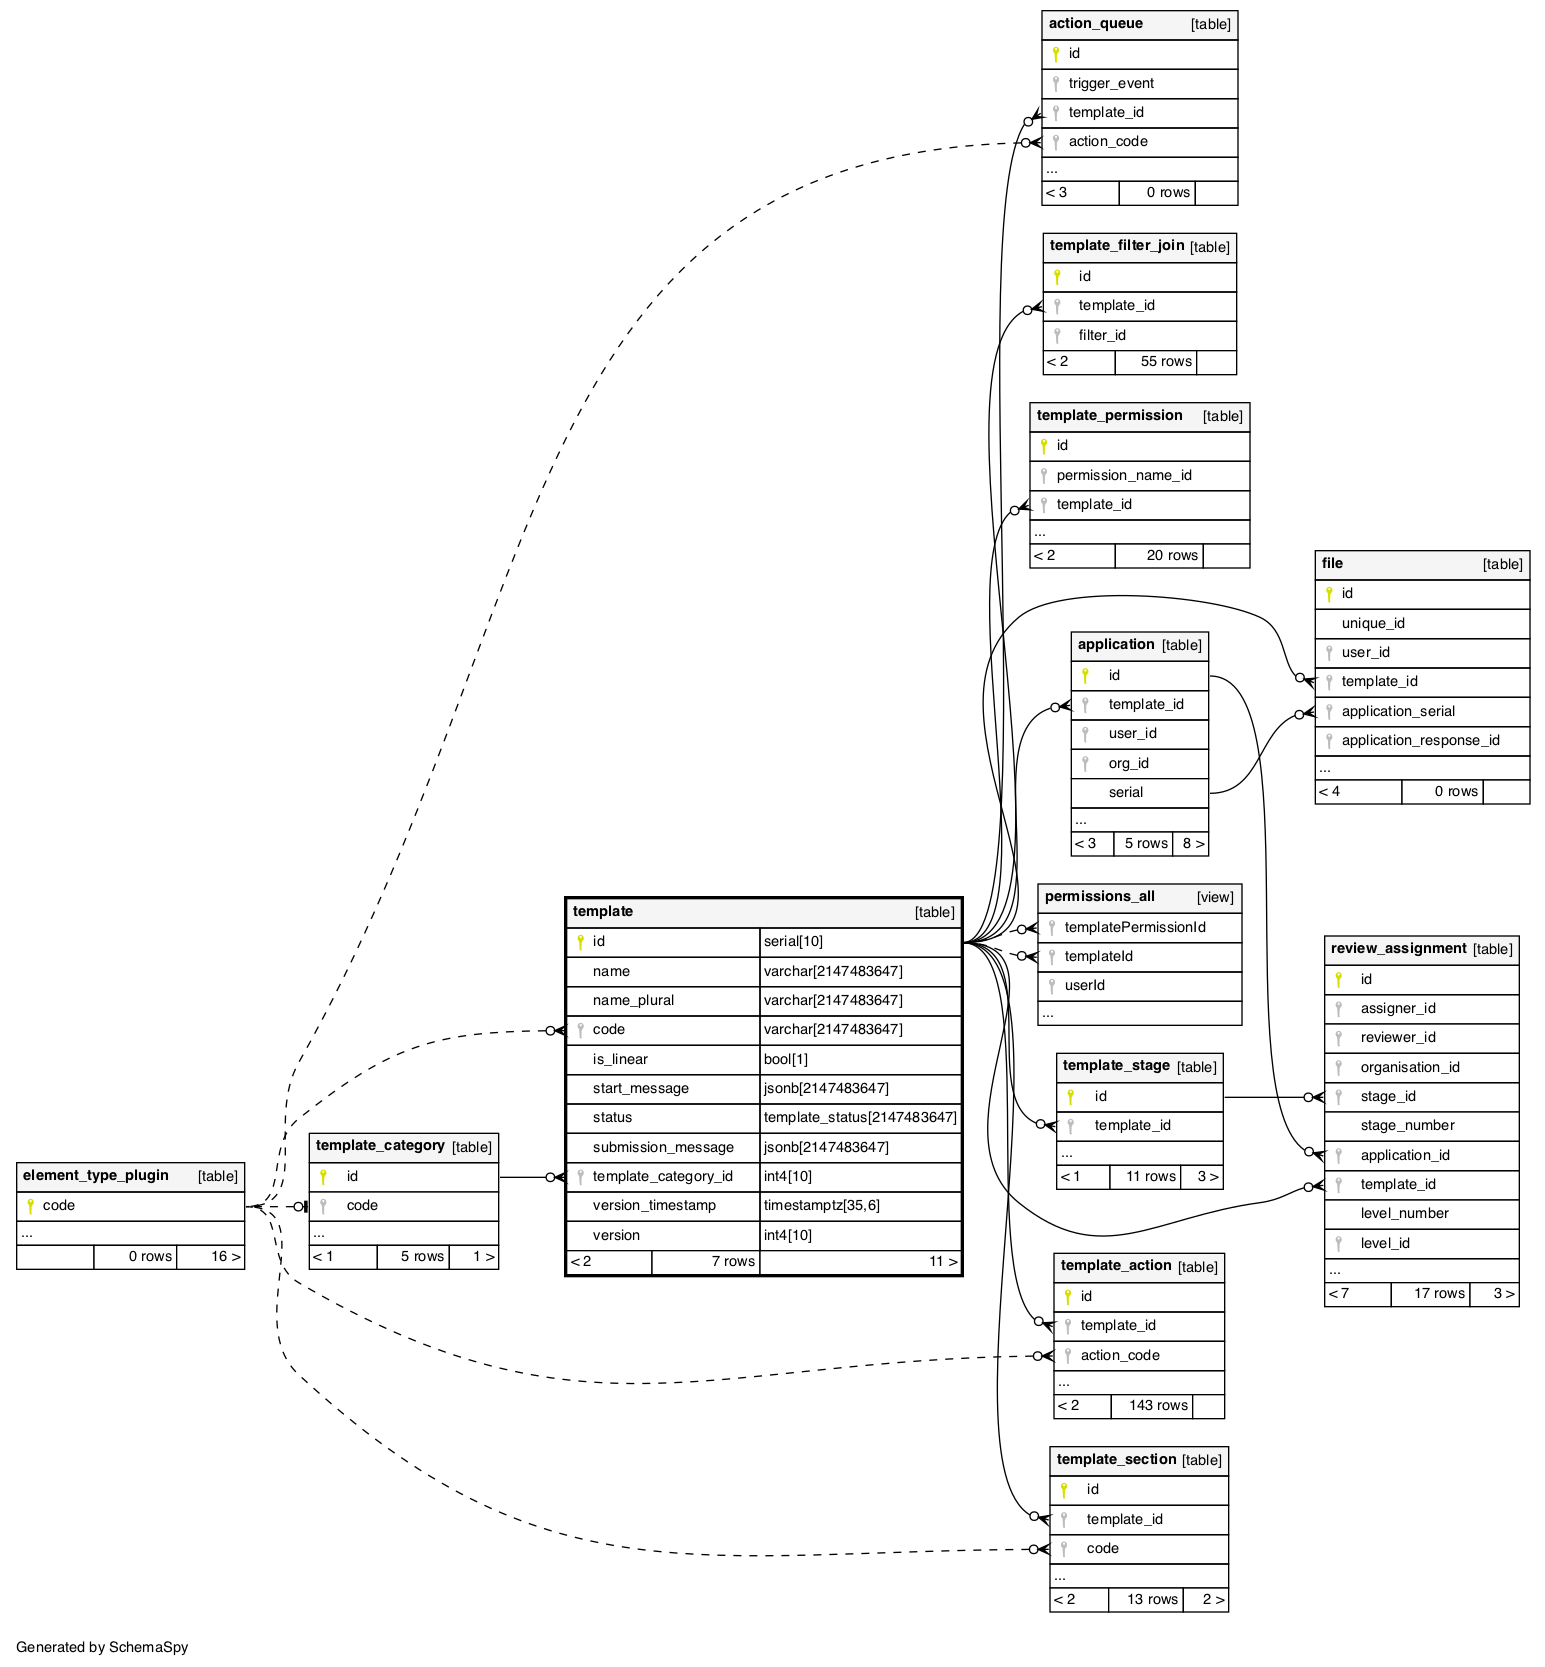 action_queue [table]
id
trigger_event
template_id
action_code
...
< 3 0 rows
template_filter_join [table]
id
template_id
filter_id
< 2 55 rows
template_permission [table]
id
permission_name_id
template_id
...
< 2 20 rows
file [table]
id
unique_id
user_id
template_id
application_serial
application_response_id
...
< 4 0 rows
application [table]
id
template_id
user_id
org_id
serial
...
< 3 5 rows 8 >
permissions_all [view]
templatePermissionId
templateId
userId
...
template [table]
id serial[10]
name varchar[2147483647]
name_plural varchar[2147483647]
code varchar[2147483647]
is_linear bool[1]
start_message jsonb[2147483647]
status template_status[2147483647]
submission_message jsonb[2147483647]
template_category_id int4[10]
version_timestamp timestamptz[35,6]
version int4[10]
< 2 7 rows 11 >
review_assignment [table]
id
assigner_id
reviewer_id
organisation_id
stage_id
stage_number
application_id
template_id
level_number
level_id
...
< 7 17 rows 3 >
template_stage [table]
id
template_id
...
< 1 11 rows 3 >
template_category [table]
id
code
...
< 1 5 rows 1 >
element_type_plugin [table]
code
...
0 rows 16 >
template_action [table]
id
template_id
action_code
...
< 2 143 rows
template_section [table]
id
template_id
code
...
< 2 13 rows 2 >
Generated by SchemaSpy